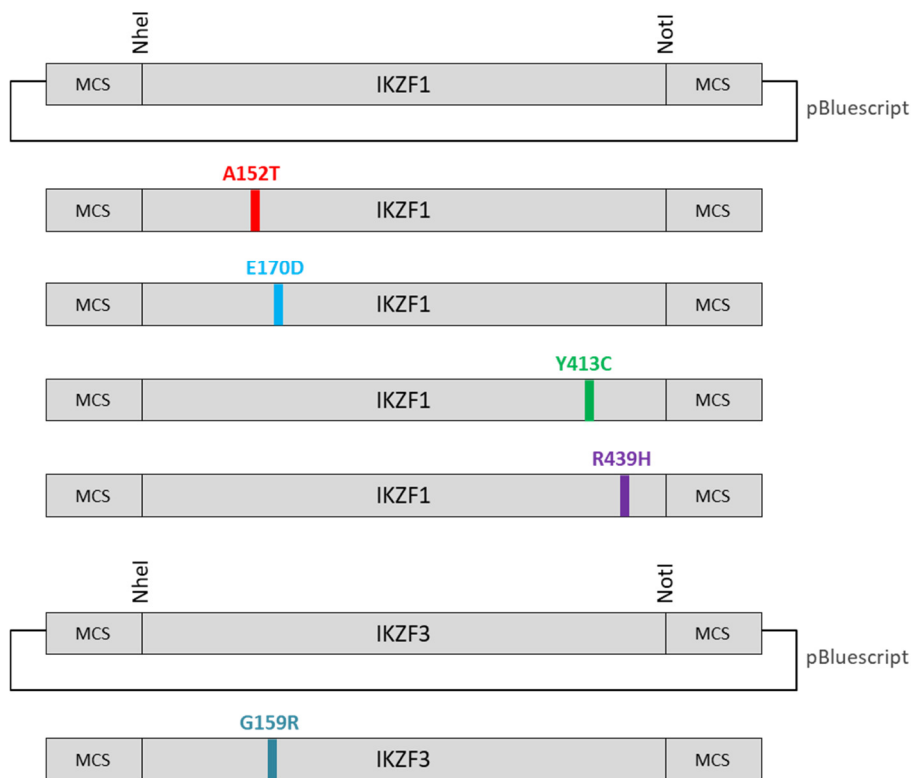 NheI NotI
MCS IKZF1 MCS
pBluescript
A152T
MCS IKZF1 MCS
E170D
MCS IKZF1 MCS
Y413C
MCS IKZF1 MCS
R439H
MCS IKZF1 MCS
NheI NotI
MCS IKZF3 MCS
pBluescript
G159R
MCS IKZF3 MCS